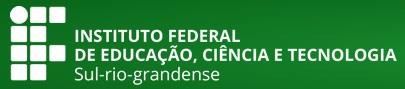 INSTITUTO FEDERAL
DE EDUCAÇÃO, CIÊNCIA E TECNOLOGIA
Sul-rio-grandense